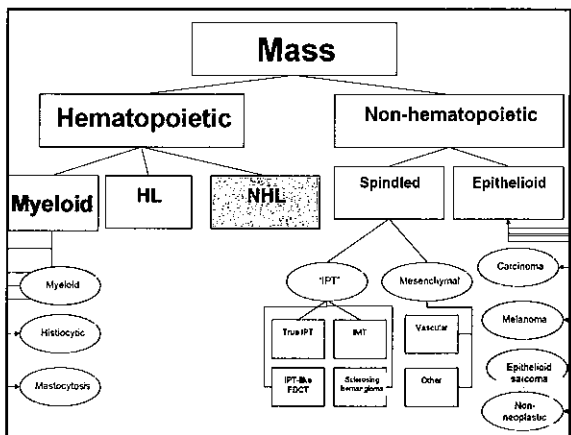 Mass
Hematopoietic
Non-hematopoietic
Myeloid
HL
NHL
Spindled
Epithelioid
Myeloid
Histiocytic
Mastocytosis
"IPT"
Mesenchymal
True IPT
IMT
IPT-like
FDCT
Sclerosing
hemangioma
Vascular
Other
Carcinoma
Melanoma
Epithelioid
sarcoma
Non-
neoplastic